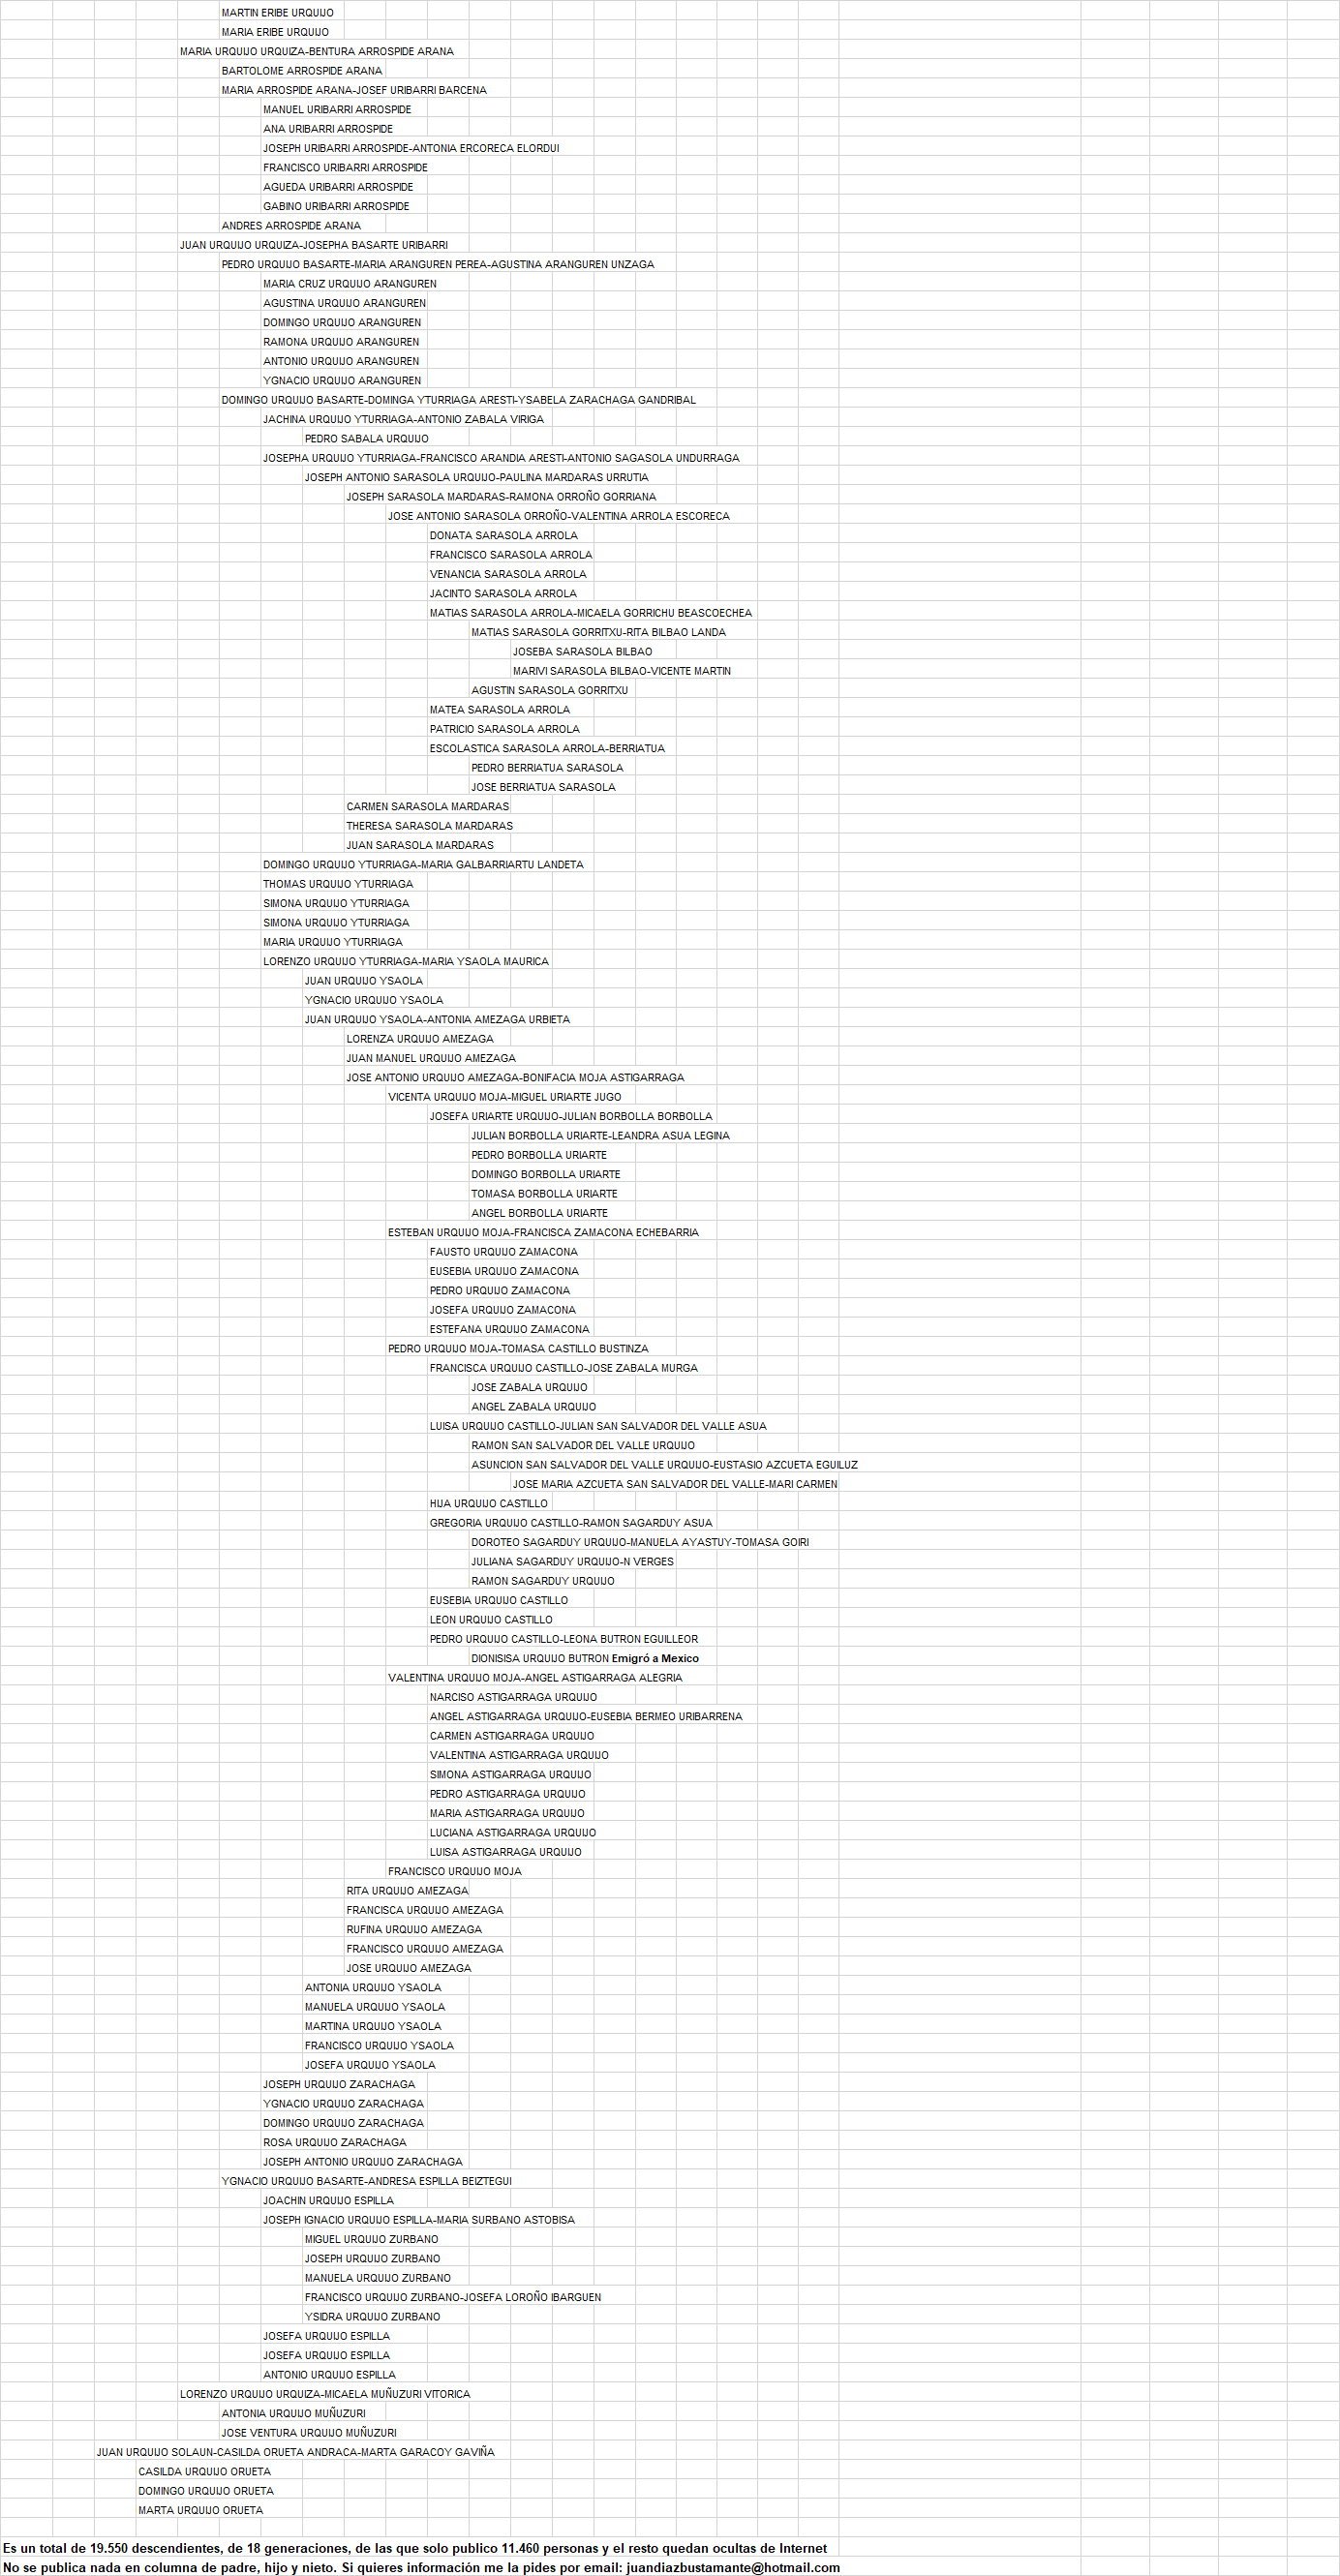 MARTIN ERIBE URQUIJO
MARIA ERIBE URQUIJO
MARIA URQUIJO URQUIZA-BENTURA ARROSPIDE ARANA
BARTOLOME ARROSPIDE ARANA
MARIA ARROSPIDE ARANA-JOSEF URIBARRI BARCENA
MANUEL URIBARRI ARROSPIDE
ANA URIBARRI ARROSPIDE
JOSEPH URIBARRI ARROSPIDE-ANTONIA ERCORECA ELORDUI
FRANCISCO URIBARRI ARROSPIDE
AGUEDA URIBARRI ARROSPIDE
GABINO URIBARRI ARROSPIDE
ANDRES ARROSPIDE ARANA
JUAN URQUIJO URQUIZA-JOSEPHA BASARTE URIBARRI
PEDRO URQUIJO BASARTE-MARIA ARANGUREN PEREA-AGUSTINA ARANGUREN UNZAGA
MARIA CRUZ URQUIJO ARANGUREN
AGUSTINA URQUIJO ARANGUREN
DOMINGO URQUIJO ARANGUREN
RAMONA URQUIJO ARANGUREN
ANTONIO URQUIJO ARANGUREN
YGNACIO URQUIJO ARANGUREN
DOMINGO URQUIJO BASARTE-DOMINGA YTURRIAGA ARESTI-YSABELA ZARACHAGA GANDRIBAL
JACHINA URQUIJO YTURRIAGA-ANTONIO ZABALA VIRIGA
PEDRO SABALA URQUIJO
JOSEPHA URQUIJO YTURRIAGA-FRANCISCO ARANDIA ARESTI-ANTONIO SAGASOLA UNDURRAGA
JOSEPH ANTONIO SARASOLA URQUIJO-PAULINA MARDARAS URRUTIA
JOSEPH SARASOLA MARDARAS-RAMONA ORROÑO GORRIANA
JOSE ANTONIO SARASOLA ORROÑO-VALENTINA ARROLA ESCORECA
DONATA SARASOLA ARROLA
FRANCISCO SARASOLA ARROLA
VENANCIA SARASOLA ARROLA
JACINTO SARASOLA ARROLA
MATIAS SARASOLA ARROLA-MICAELA GORRICHU BEASCOECHEA
MATIAS SARASOLA GORRITXU-RITA BILBAO LANDA
JOSEBA SARASOLA BILBAO
MARIVI SARASOLA BILBAO-VICENTE MARTIN
AGUSTIN SARASOLA GORRITXU
MATEA SARASOLA ARROLA
PATRICIO SARASOLA ARROLA
ESCOLASTICA SARASOLA ARROLA-BERRIATUA
PEDRO BERRIATUA SARASOLA
JOSE BERRIATUA SARASOLA
CARMEN SARASOLA MARDARAS
THERESA SARASOLA MARDARAS
JUAN SARASOLA MARDARAS
DOMINGO URQUIJO YTURRIAGA-MARIA GALBARRIARTU LANDETA
THOMAS URQUIJO YTURRIAGA
SIMONA URQUIJO YTURRIAGA
SIMONA URQUIJO YTURRIAGA
MARIA URQUIJO YTURRIAGA
LORENZO URQUIJO YTURRIAGA-MARIA YSAOLA MAURICA
JUAN URQUIJO YSAOLA
YGNACIO URQUIJO YSAOLA
JUAN URQUIJO YSAOLA-ANTONIA AMEZAGA URBIETA
LORENZA URQUIJO AMEZAGA
JUAN MANUEL URQUIJO AMEZAGA
JOSE ANTONIO URQUIJO AMEZAGA-BONIFACIA MOJA ASTIGARRAGA
VICENTA URQUIJO MOJA-MIGUEL URIARTE JUGO
JOSEFA URIARTE URQUIJO-JULIAN BORBOLLA BORBOLLA
JULIAN BORBOLLA URIARTE-LEANDRA ASUA LEGINA
PEDRO BORBOLLA URIARTE
DOMINGO BORBOLLA URIARTE
TOMASA BORBOLLA URIARTE
ANGEL BORBOLLA URIARTE
ESTEBAN URQUIJO MOJA-FRANCISCA ZAMACONA ECHEBARRIA
FAUSTO URQUIJO ZAMACONA
EUSEBIA URQUIJO ZAMACONA
PEDRO URQUIJO ZAMACONA
JOSEFA URQUIJO ZAMACONA
ESTEFANA URQUIJO ZAMACONA
PEDRO URQUIJO MOJA-TOMASA CASTILLO BUSTINZA
FRANCISCA URQUIJO CASTILLO-JOSE ZABALA MURGA
JOSE ZABALA URQUIJO
ANGEL ZABALA URQUIJO
LUISA URQUIJO CASTILLO-JULIAN SAN SALVADOR DEL VALLE ASUA
RAMON SAN SALVADOR DEL VALLE URQUIJO
ASUNCION SAN SALVADOR DEL VALLE URQUIJO-EUSTASIO AZCUETA EGUILUZ
JOSE MARIA AZCUETA SAN SALVADOR DEL VALLE-MARI CARMEN
HIJA URQUIJO CASTILLO
GREGORIA URQUIJO CASTILLO-RAMON SAGARDUY ASUA
DOROTEO SAGARDUY URQUIJO-MANUELA AYASTUY-TOMASA GOIRI
JULIANA SAGARDUY URQUIJO-N VERGES
RAMON SAGARDUY URQUIJO
EUSEBIA URQUIJO CASTILLO
LEON URQUIJO CASTILLO
PEDRO URQUIJO CASTILLO-LEONA BUTRON EGUILLEOR
DIONISISA URQUIJO BUTRON Emigró a Mexico
VALENTINA URQUIJO MOJA-ANGEL ASTIGARRAGA ALEGRIA
NARCISO ASTIGARRAGA URQUIJO
ANGEL ASTIGARRAGA URQUIJO-EUSEBIA BERMEO URIBARRENA
CARMEN ASTIGARRAGA URQUIJO
VALENTINA ASTIGARRAGA URQUIJO
SIMONA ASTIGARRAGA URQUIJO
PEDRO ASTIGARRAGA URQUIJO
MARIA ASTIGARRAGA URQUIJO
LUCIANA ASTIGARRAGA URQUIJO
LUISA ASTIGARRAGA URQUIJO
FRANCISCO URQUIJO MOJA
RITA URQUIJO AMEZAGA
FRANCISCA URQUIJO AMEZAGA
RUFINA URQUIJO AMEZAGA
FRANCISCO URQUIJO AMEZAGA
JOSE URQUIJO AMEZAGA
ANTONIA URQUIJO YSAOLA
MANUELA URQUIJO YSAOLA
MARTINA URQUIJO YSAOLA
FRANCISCO URQUIJO YSAOLA
JOSEFA URQUIJO YSAOLA
JOSEPH URQUIJO ZARACHAGA
YGNACIO URQUIJO ZARACHAGA
DOMINGO URQUIJO ZARACHAGA
ROSA URQUIJO ZARACHAGA
JOSEPH ANTONIO URQUIJO ZARACHAGA
YGNACIO URQUIJO BASARTE-ANDRESA ESPILLA BEIZTEGUI
JOACHIN URQUIJO ESPILLA
JOSEPH IGNACIO URQUIJO ESPILLA-MARIA SURBANO ASTOBISA
MIGUEL URQUIJO ZURBANO
JOSEPH URQUIJO ZURBANO
MANUELA URQUIJO ZURBANO
FRANCISCO URQUIJO ZURBANO-JOSEFA LOROÑO IBARGUEN
YSIDRA URQUIJO ZURBANO
JOSEFA URQUIJO ESPILLA
JOSEFA URQUIJO ESPILLA
ANTONIO URQUIJO ESPILLA
LORENZO URQUIJO URQUIZA-MICAELA MUÑUZURI VITORICA
ANTONIA URQUIJO MUÑUZURI
JOSE VENTURA URQUIJO MUÑUZURI
JUAN URQUIJO SOLAUN-CASILDA ORUETA ANDRACA-MARTA GARACOY GAVIÑA
CASILDA URQUIJO ORUETA
DOMINGO URQUIJO ORUETA
MARTA URQUIJO ORUETA
Es un total de 19.550 descendientes, de 18 generaciones, de las que solo publico 11.460 personas y el resto quedan ocultas de Internet
No se publica nada en columna de padre, hijo y nieto. Si quieres información me la pides por email: juandiazbustamante@hotmail.com